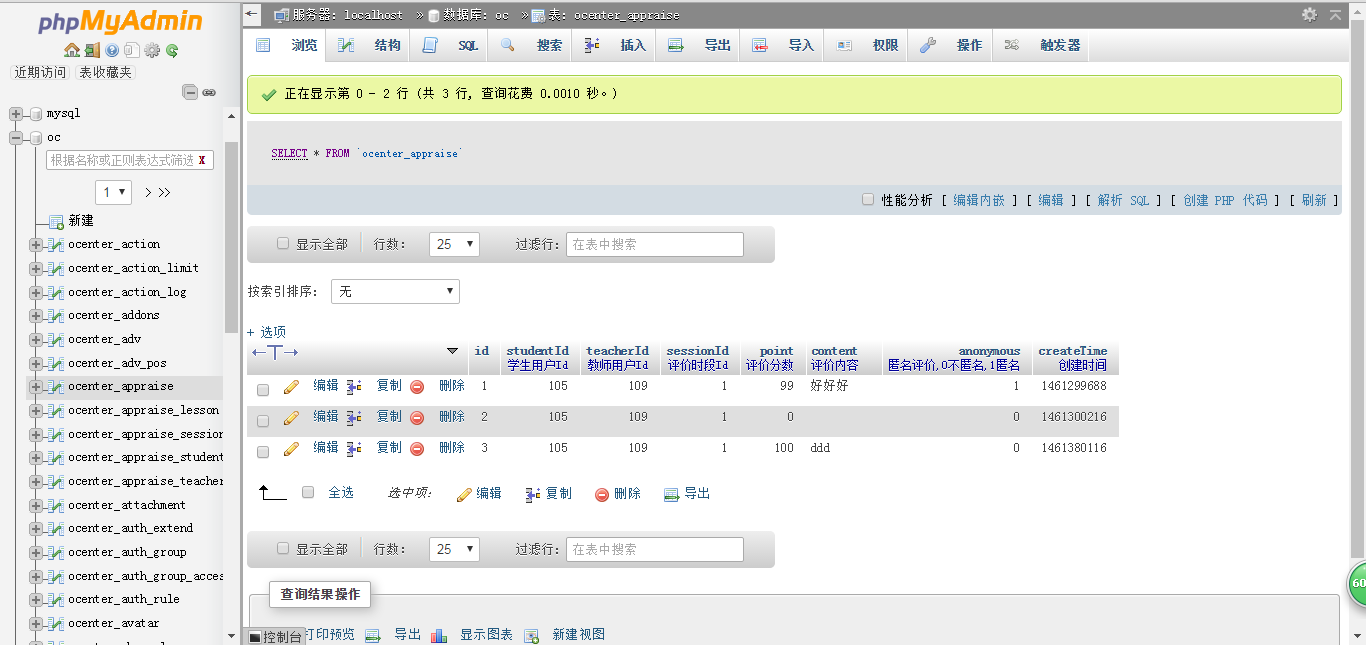 phpMyAdmin
近期访问 表收藏夹
mysql
oc
根据名称或正则表达式筛选 X
1 > >>
新建
ocenter_action
ocenter_action_limit
ocenter_action_log
ocenter_addons
ocenter_adv
ocenter_adv_pos
ocenter_appraise
ocenter_appraise_lesson
ocenter_appraise_session
ocenter_appraise_student
ocenter_appraise_teacher
ocenter_attachment
ocenter_auth_extend
ocenter_auth_group
ocenter_auth_group_acces
ocenter_auth_rule
ocenter_avatar
服务器: localhost » 数据库: oc » 表: ocenter_appraise
浏览 结构 SQL 搜索 插入 导出 导入 权限 操作 触发器
正在显示第 0 - 2 行 (共 3 行, 查询花费 0.0010 秒。)
SELECT * FROM `ocenter_appraise`
性能分析 [ 编辑内嵌 ] [ 编辑 ] [ 解析 SQL ] [ 创建 PHP 代码 ] [ 刷新 ]
显示全部 行数: 25 过滤行: 在表中搜索
按索引排序: 无
+ 选项
←T→ id studentId teacherId sessionId point content anonymous createTime
学生用户Id 教师用户Id 评价时段Id 评价分数 评价内容 匿名评价,0不匿名,1匿名 创建时间
编辑 复制 删除 1 105 109 1 99 好好好 1 1461299688
编辑 复制 删除 2 105 109 1 0 0 1461300216
编辑 复制 删除 3 105 109 1 100 ddd 0 1461380116
全选 选中项: 编辑 复制 删除 导出
显示全部 行数: 25 过滤行: 在表中搜索
查询结果操作
控制台 打印预览 导出 显示图表 新建视图
60